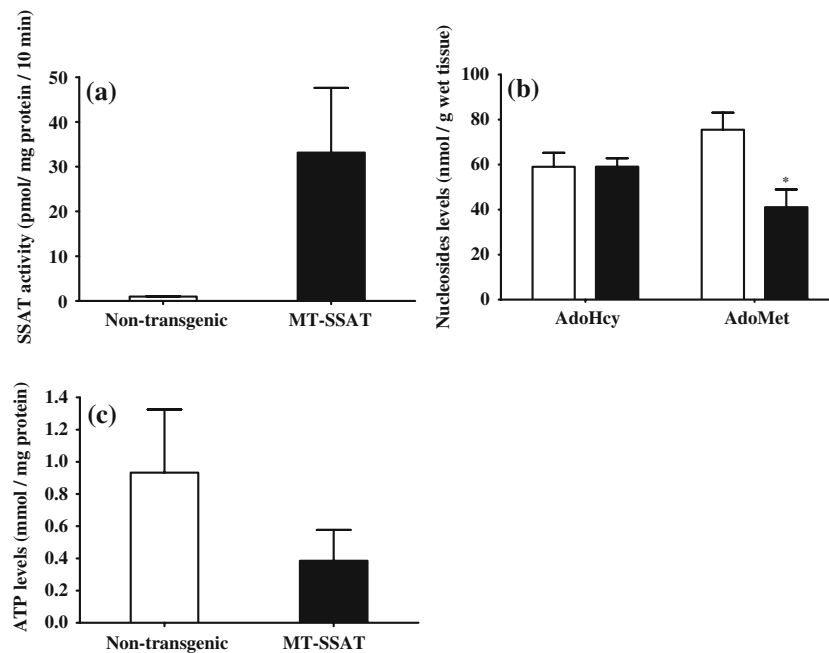 SSAT activity (pmol/ mg protein / 10 min)
50
40
30
20
10
0
(a)
Non-transgenic
MT-SSAT
Nucleosides levels (nmol / g wet tissue)
100
80
60
40
20
0
(b)
*
AdoHcy
AdoMet
ATP levels (mmol / mg protein)
1.4
1.2
1.0
0.8
0.6
0.4
0.2
0.0
(c)
Non-transgenic
MT-SSAT